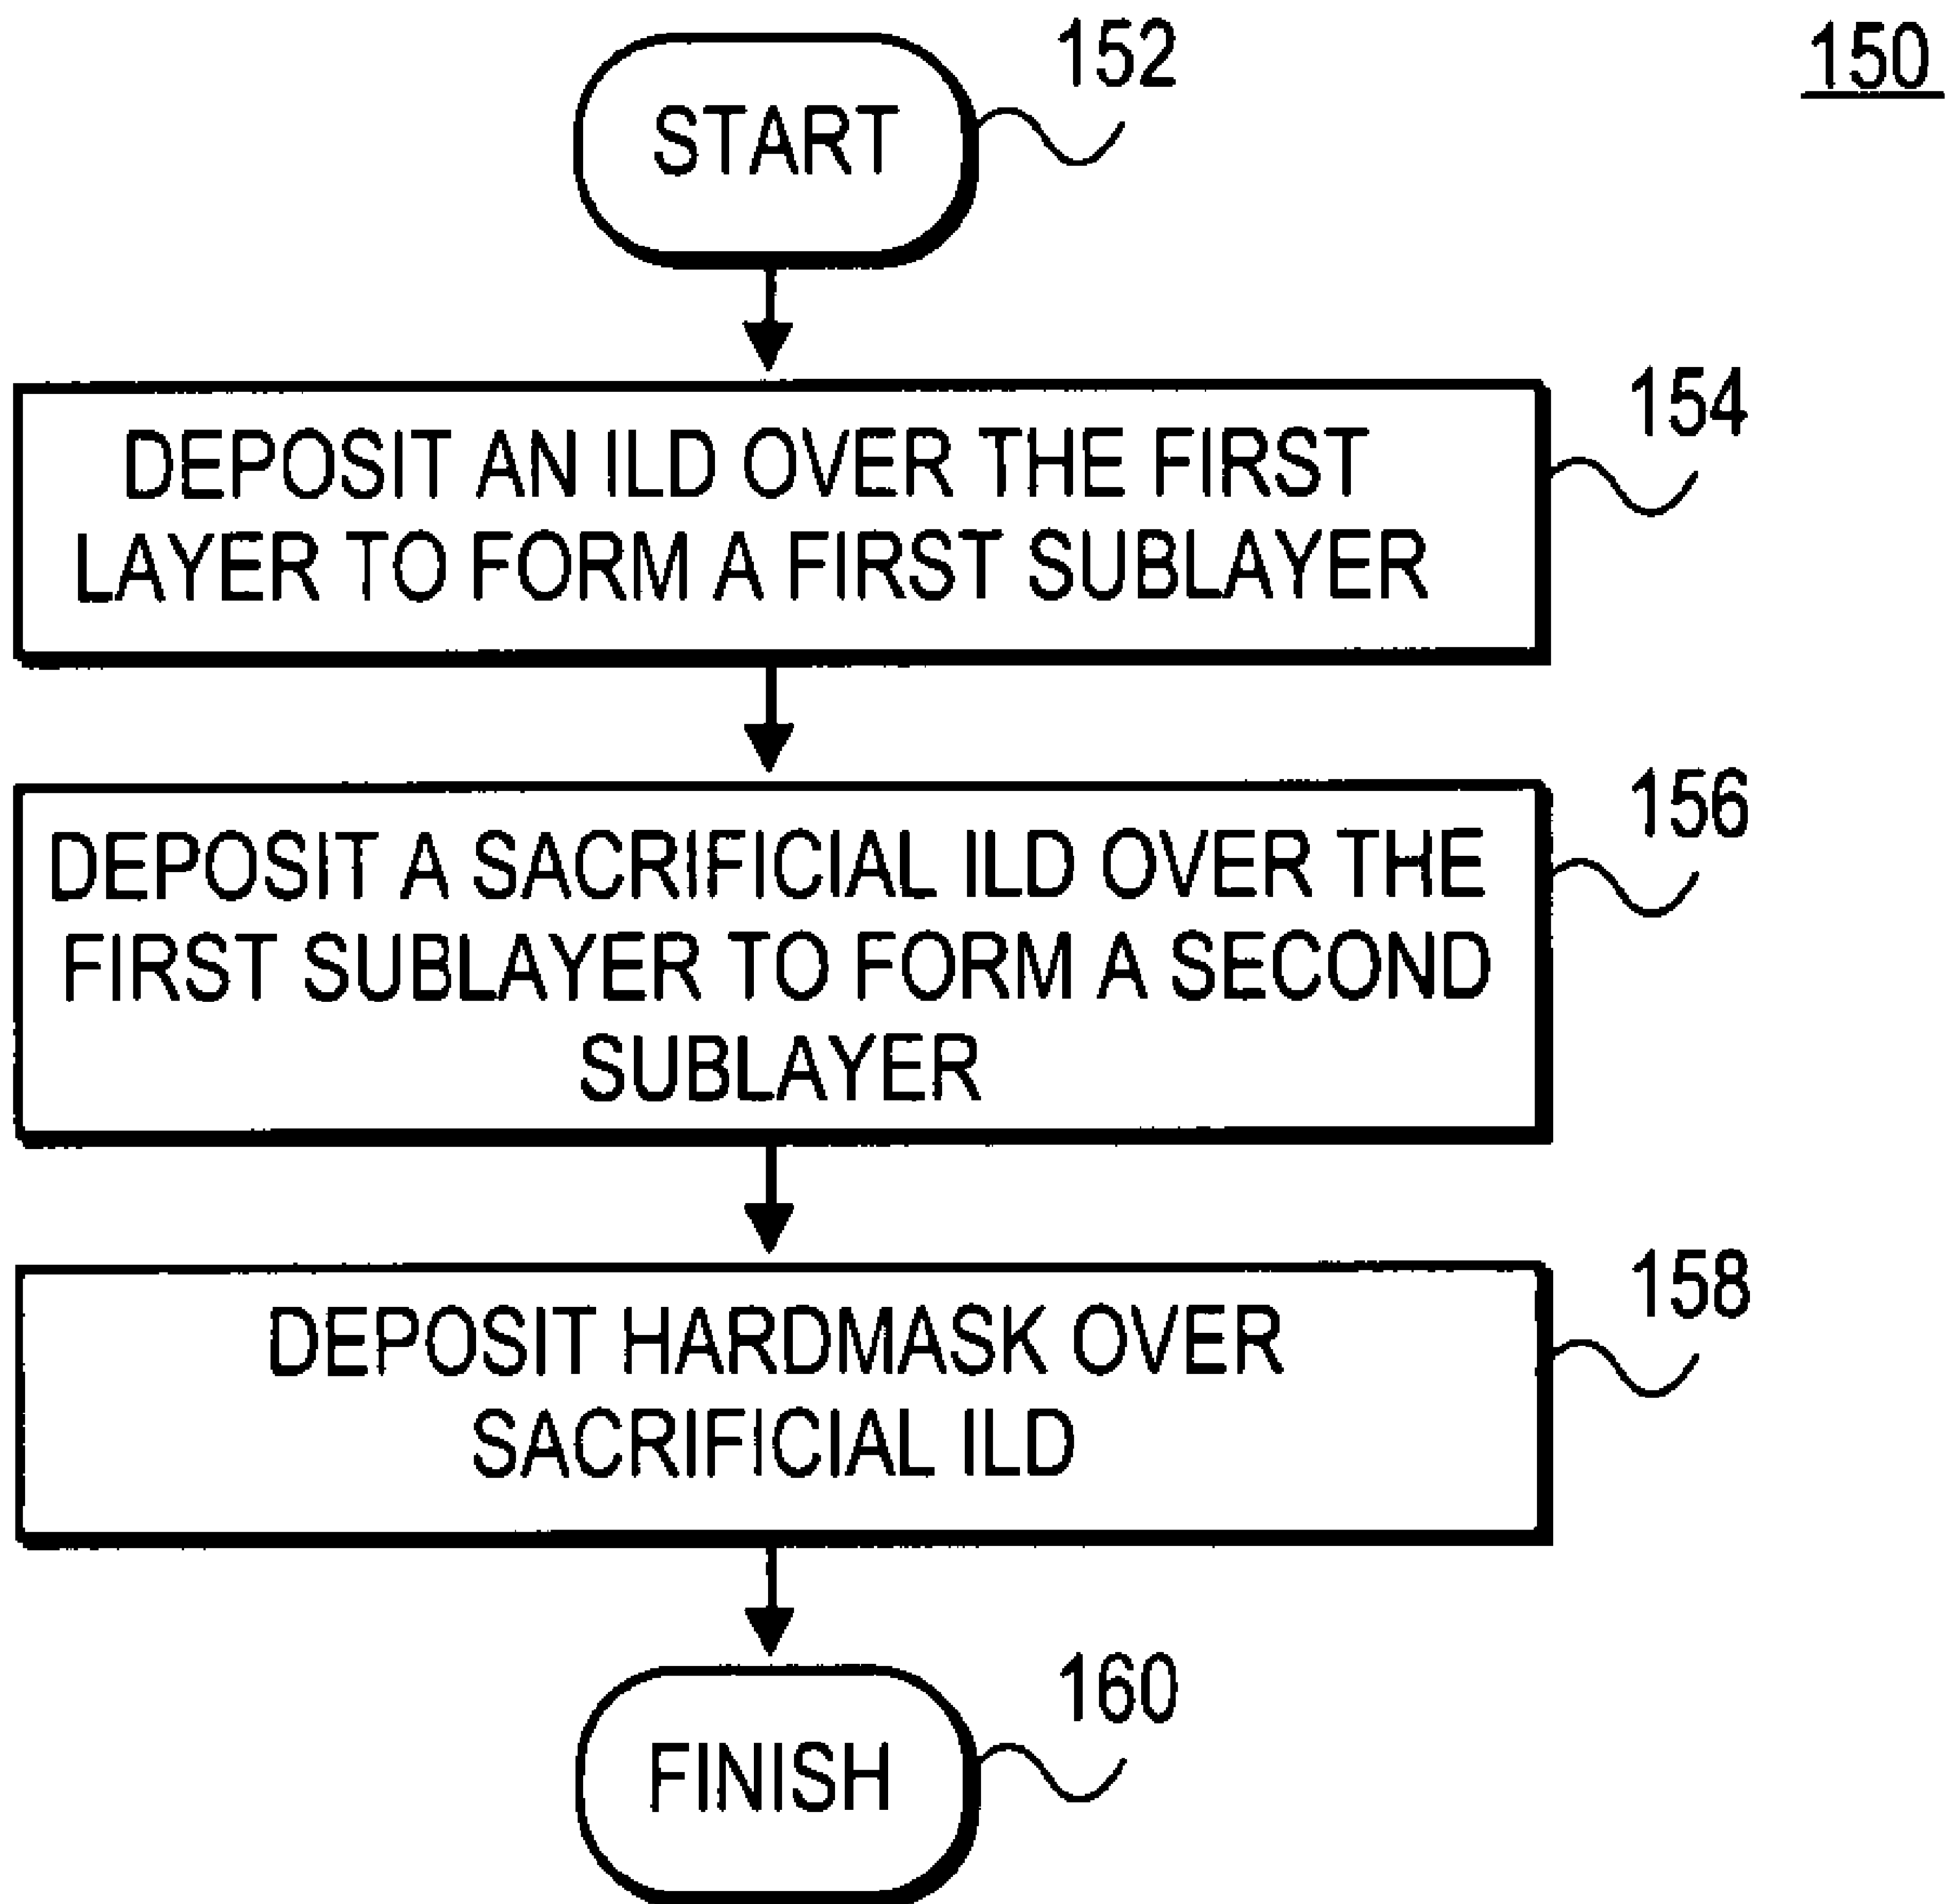 152
150
START
154
DEPOSIT AN ILD OVER THE FIRST
LAYER TO FORM A FIRST SUBLAYER
156
DEPOSIT A SACRIFICIAL ILD OVER THE
FIRST SUBLAYER TO FORM A SECOND
SUBLAYER
158
DEPOSIT HARDMASK OVER
SACRIFICIAL ILD
160
FINISH